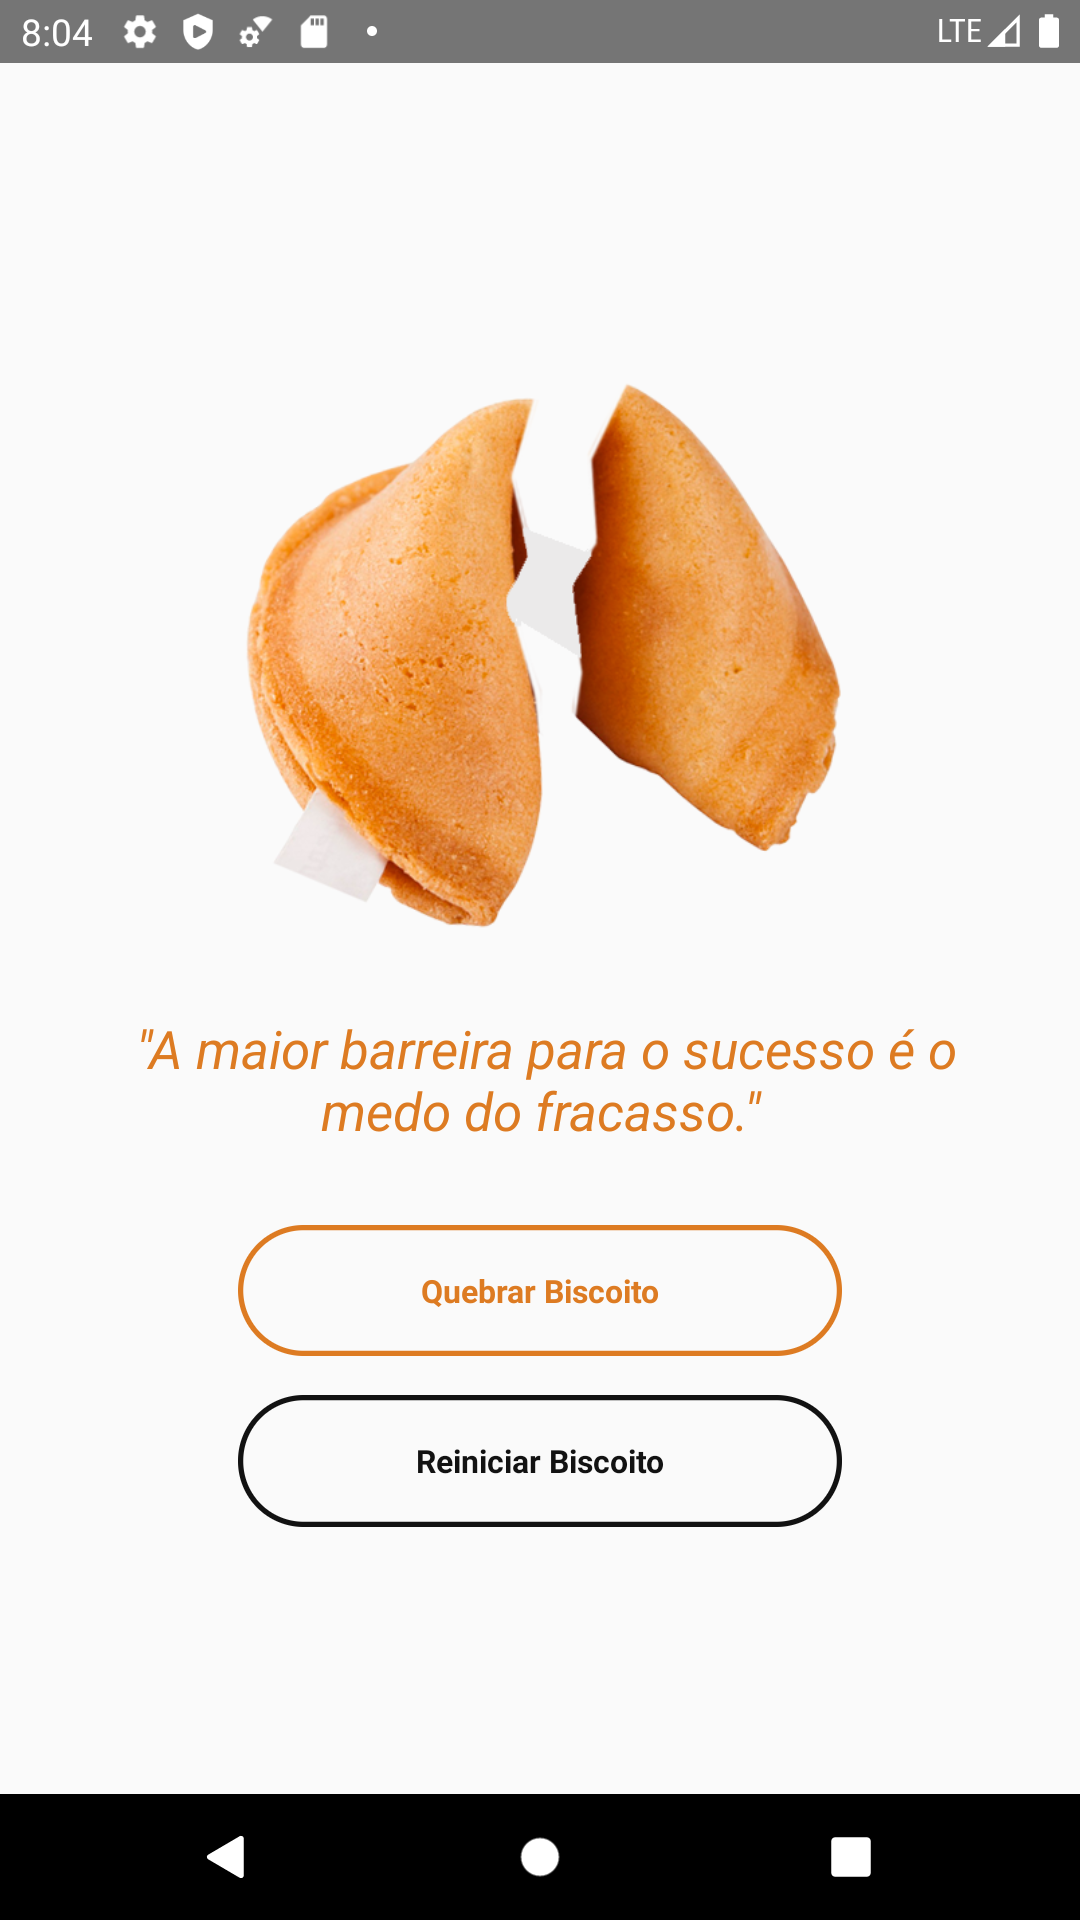 8:04
LTE
"A maior barreira para o sucesso é o
medo do fracasso."
Quebrar Biscoito
Reiniciar Biscoito